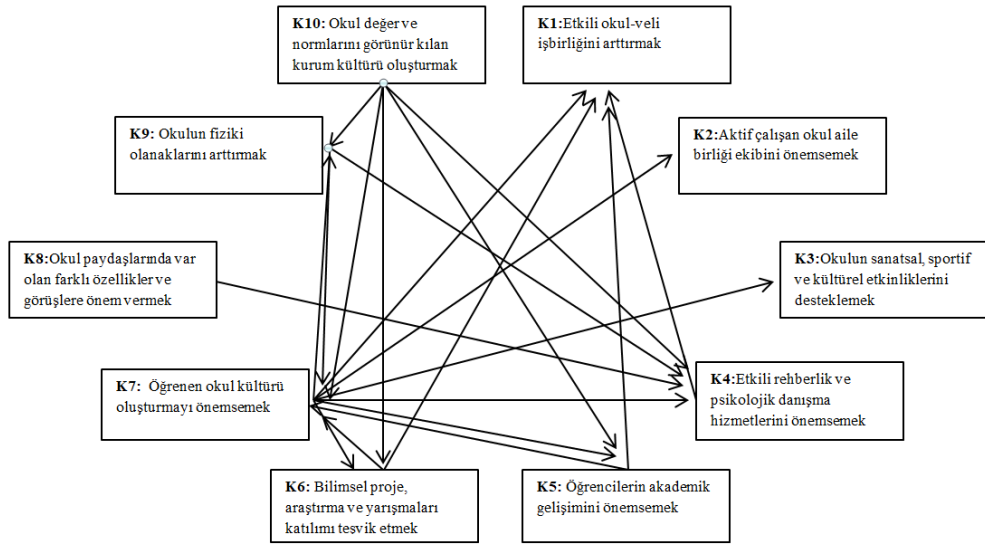 K10: Okul değer ve
normlarını görünür kılan
kurum kültürü oluşturmak
K1:Etkili okul-veli
işbirliğini arttırmak
K9: Okulun fiziki
olanaklarını arttırmak
K2:Aktif çalışan okul aile
birliği ekibini önemsemek
K8:Okul paydaşlarında var
olan farklı özellikler ve
görüşlere önem vermek
K3:Okulun sanatsal, sportif
ve kültürel etkinliklerini
desteklemek
K7: Öğrenen okul kültürü
oluşturmayı önemsemek
K4:Etkili rehberlik ve
psikolojik danışma
hizmetlerini önemsemek
K6: Bilimsel proje,
araştırma ve yarışmaları
katılımı teşvik etmek
K5: Öğrencilerin akademik
gelişimini önemsemek